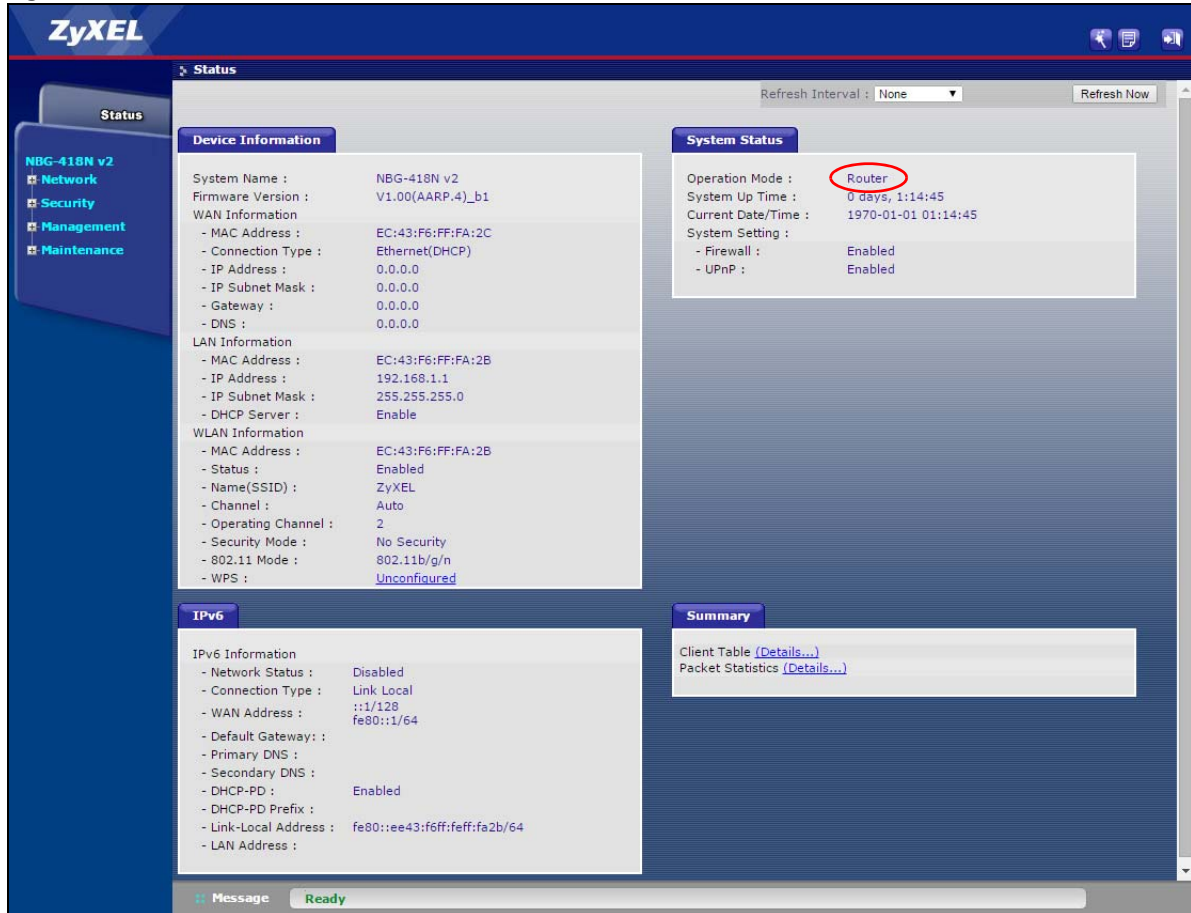 ZyXEL
Status
Refresh Interval : None
Refresh Now
Status
NBG-418N v2
Network
Security
Management
Maintenance
Device Information
System Name : NBG-418N v2
Firmware Version : V1.00(AARP.4)_b1
WAN Information
- MAC Address : EC:43:F6:FF:FA:2C
- Connection Type : Ethernet(DHCP)
- IP Address : 0.0.0.0
- IP Subnet Mask : 0.0.0.0
- Gateway : 0.0.0.0
- DNS : 0.0.0.0
LAN Information
- MAC Address : EC:43:F6:FF:FA:2B
- IP Address : 192.168.1.1
- IP Subnet Mask : 255.255.255.0
- DHCP Server : Enable
WLAN Information
- MAC Address : EC:43:F6:FF:FA:2B
- Status : Enabled
- Name(SSID) : ZyXEL
- Channel : Auto
- Operating Channel : 2
- Security Mode : No Security
- 802.11 Mode : 802.11b/g/n
- WPS : Unconfigured
System Status
Operation Mode : Router
System Up Time : 0 days, 1:14:45
Current Date/Time : 1970-01-01 01:14:45
System Setting :
- Firewall : Enabled
- UPnP : Enabled
IPv6
IPv6 Information
- Network Status : Disabled
- Connection Type : Link Local
- WAN Address : ::1/128
fe80::1/64
- Default Gateway: :
- Primary DNS :
- Secondary DNS :
- DHCP-PD : Enabled
- DHCP-PD Prefix :
- Link-Local Address : fe80::ee43:f6ff:feff:fa2b/64
- LAN Address :
Summary
Client Table (Details...)
Packet Statistics (Details...)
:: Message Ready